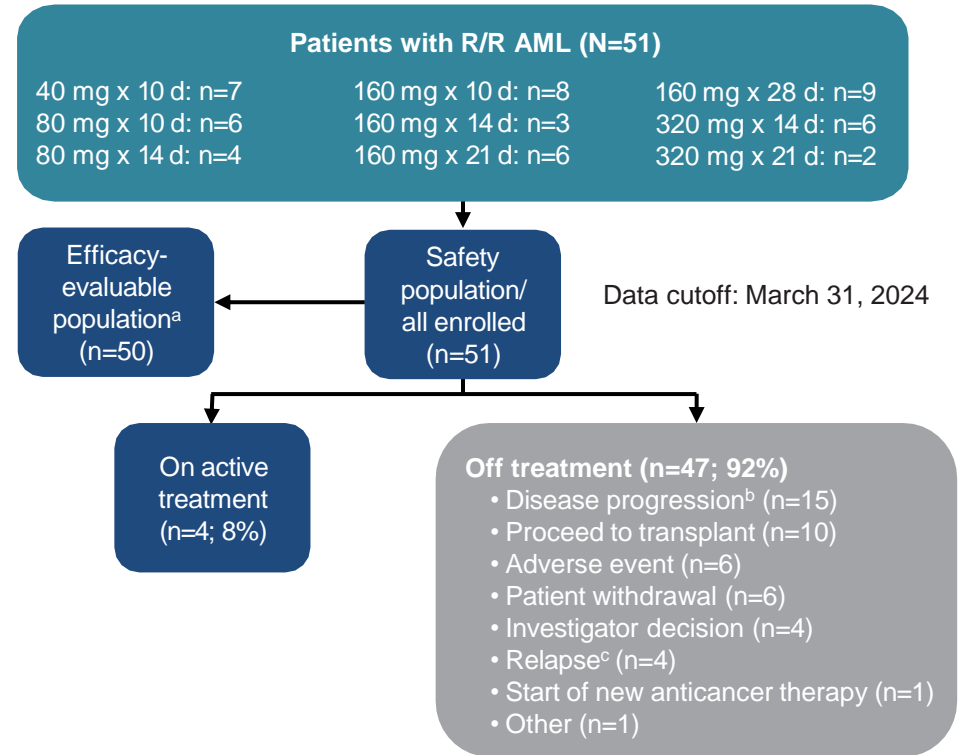 Patients with R/R AML (N=51)
40 mg x 10 d: n=7
80 mg x 10 d: n=6
80 mg x 14 d: n=4
160 mg x 10 d: n=8
160 mg x 14 d: n=3
160 mg x 21 d: n=6
160 mg x 28 d: n=9
320 mg x 14 d: n=6
320 mg x 21 d: n=2
Efficacy-
evaluable
populationᵃ
(n=50)
Safety
population/
all enrolled
(n=51)
Data cutoff: March 31, 2024
On active
treatment
(n=4; 8%)
Off treatment (n=47; 92%)
• Disease progressionᵇ (n=15)
• Proceed to transplant (n=10)
• Adverse event (n=6)
• Patient withdrawal (n=6)
• Investigator decision (n=4)
• Relapseᶜ (n=4)
• Start of new anticancer therapy (n=1)
• Other (n=1)